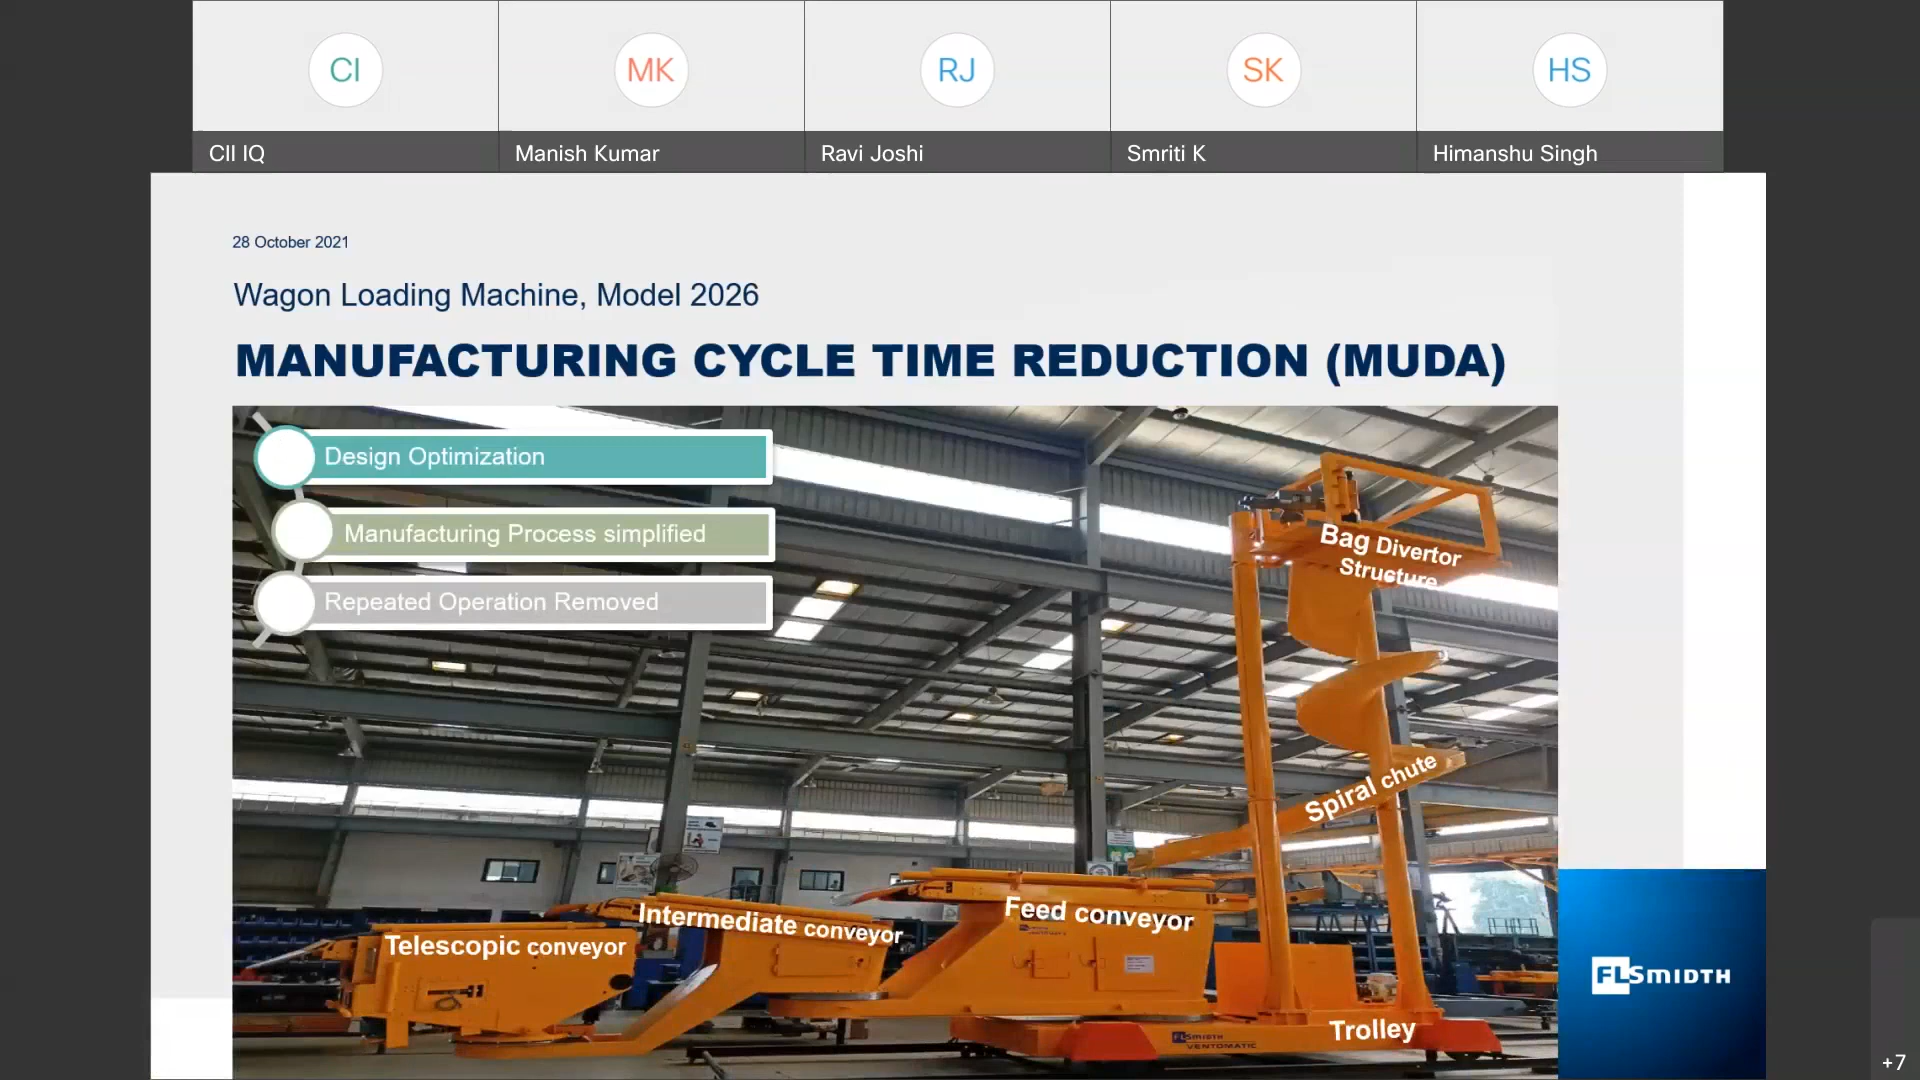 CI
MK
RJ
SK
HS
CII IQ
Manish Kumar
Ravi Joshi
Smriti K
Himanshu Singh
28 October 2021
Wagon Loading Machine, Model 2026
MANUFACTURING CYCLE TIME REDUCTION (MUDA)
Design Optimization
Manufacturing Process simplified
Repeated Operation Removed
Bag Divertor
Structure
Spiral chute
Feed conveyor
Intermediate conveyor
Telescopic conveyor
Trolley
FLSMIDTH
VENTOMATIC
FLSMIDTH
+7